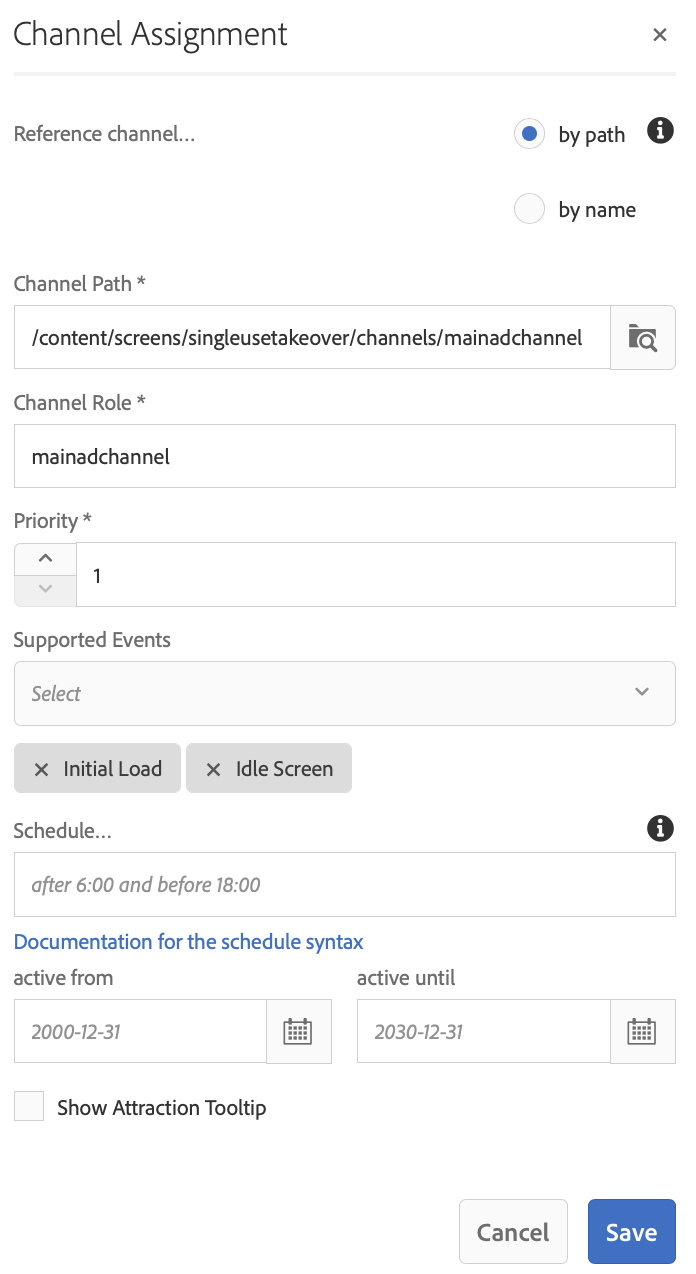 Channel Assignment
Reference channel...
by path
by name
Channel Path *
/content/screens/singleusetakeover/channels/mainadchannel
Channel Role *
mainadchannel
Priority *
1
Supported Events
Select
Initial Load
Idle Screen
Schedule...
after 6:00 and before 18:00
Documentation for the schedule syntax
active from
active until
2000-12-31
2030-12-31
Show Attraction Tooltip
Cancel
Save